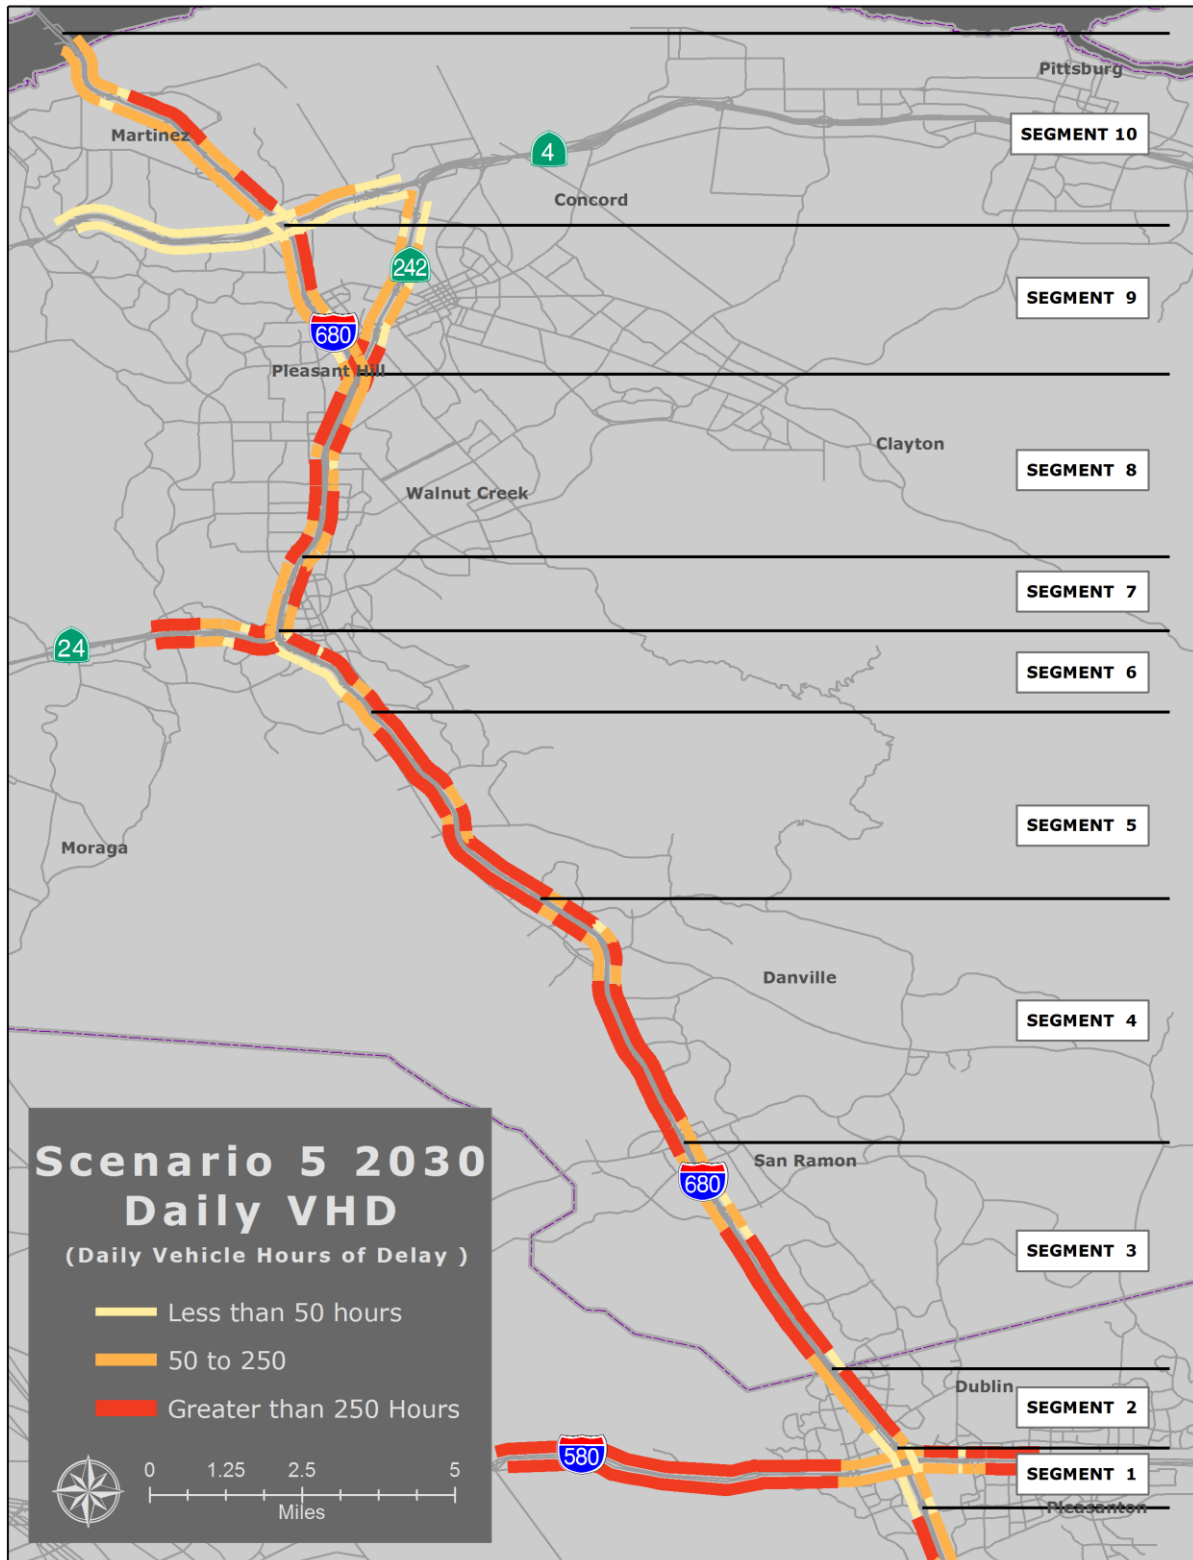 Pittsburg
SEGMENT 10
Martinez
4
Concord
242
SEGMENT 9
680
Pleasant Hill
Clayton
SEGMENT 8
Walnut Creek
SEGMENT 7
24
SEGMENT 6
SEGMENT 5
Moraga
Danville
SEGMENT 4
San Ramon
680
SEGMENT 3
Dublin
SEGMENT 2
580
SEGMENT 1
Pleasanton
Scenario 5 2030
Daily VHD
(Daily Vehicle Hours of Delay )
Less than 50 hours
50 to 250
Greater than 250 Hours
0 1.25 2.5 5
Miles